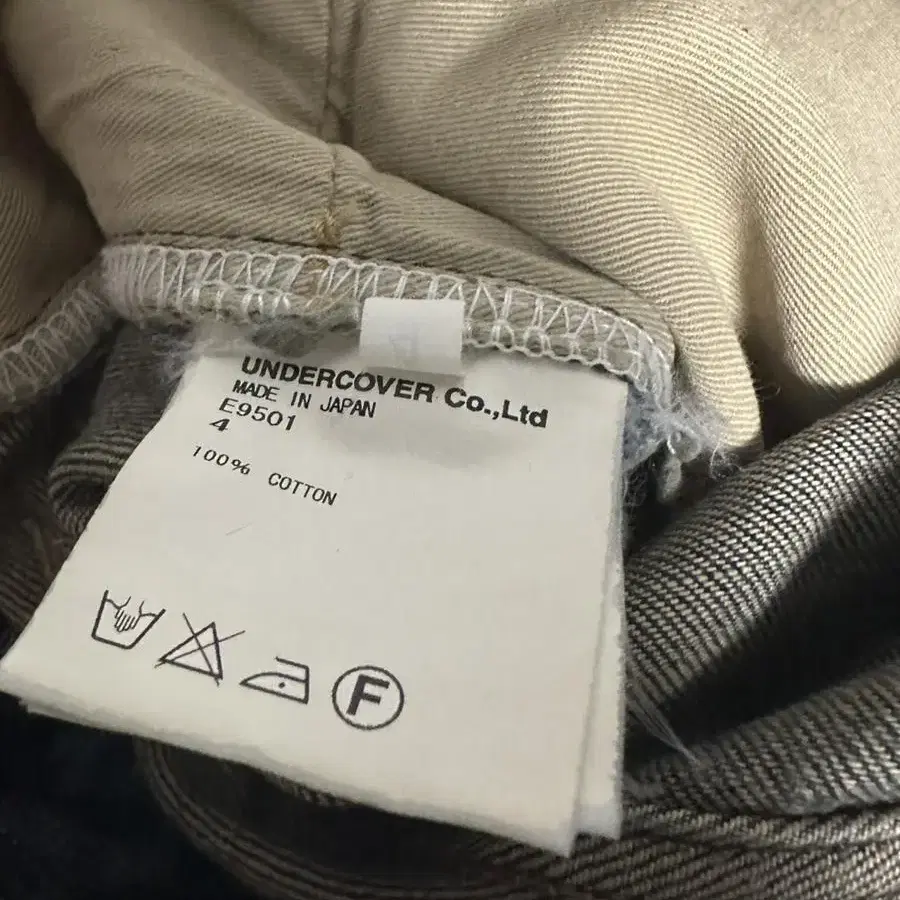 UNDERCOVER Co.,Ltd
MADE IN JAPAN
E9501
4
100% COTTON
F